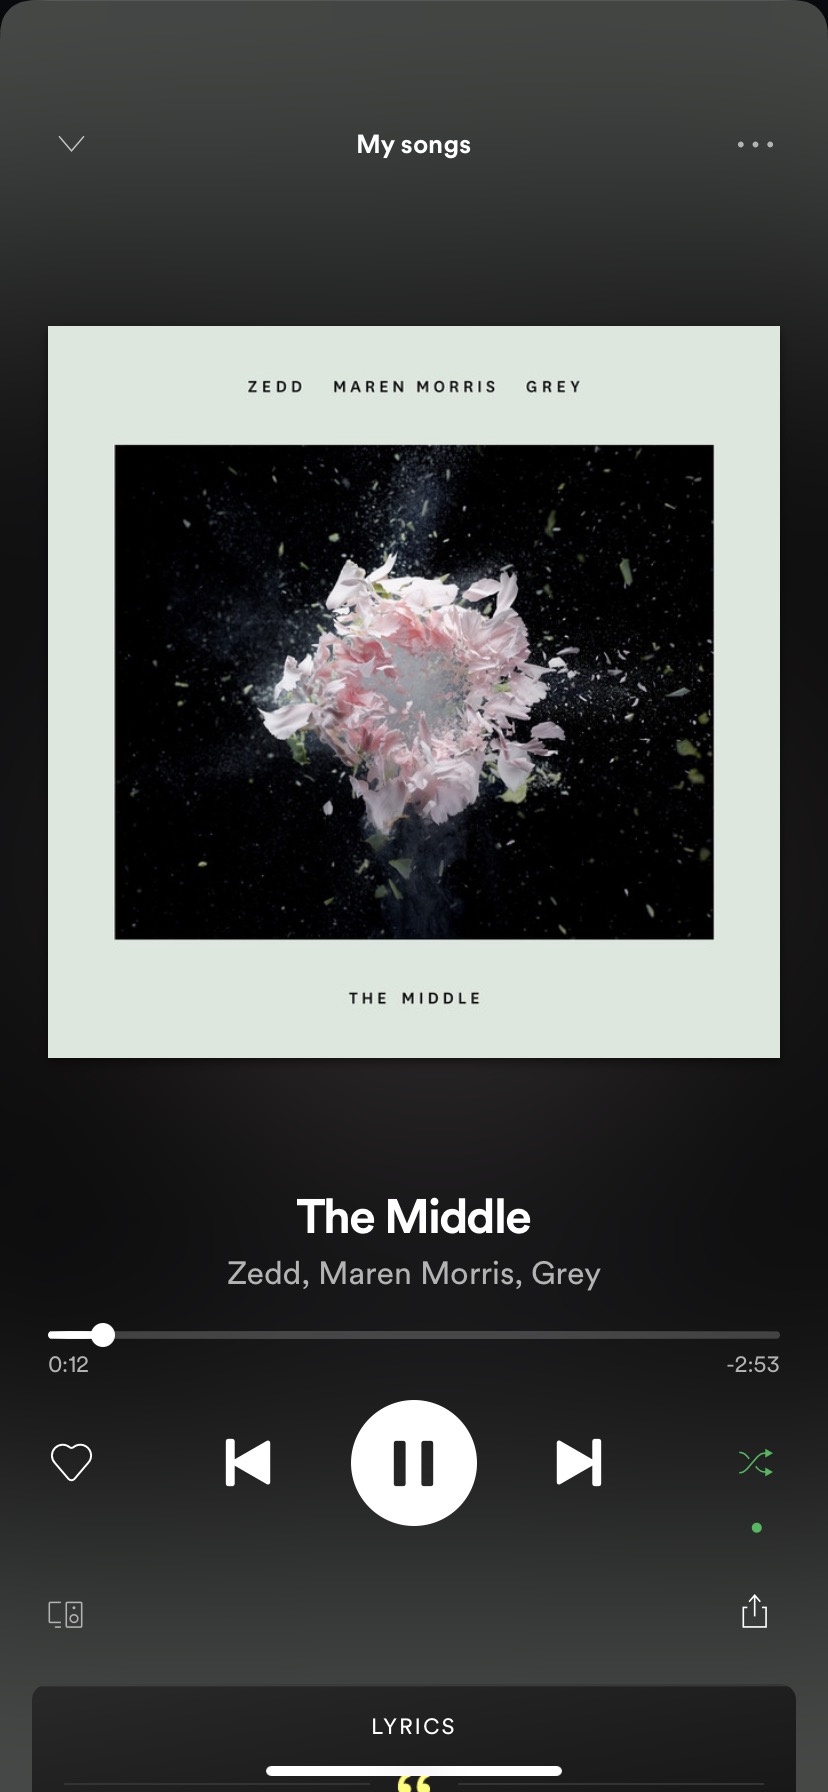 My songs
ZEDD MAREN MORRIS GREY
THE MIDDLE
The Middle
Zedd, Maren Morris, Grey
0:12 -2:53
LYRICS